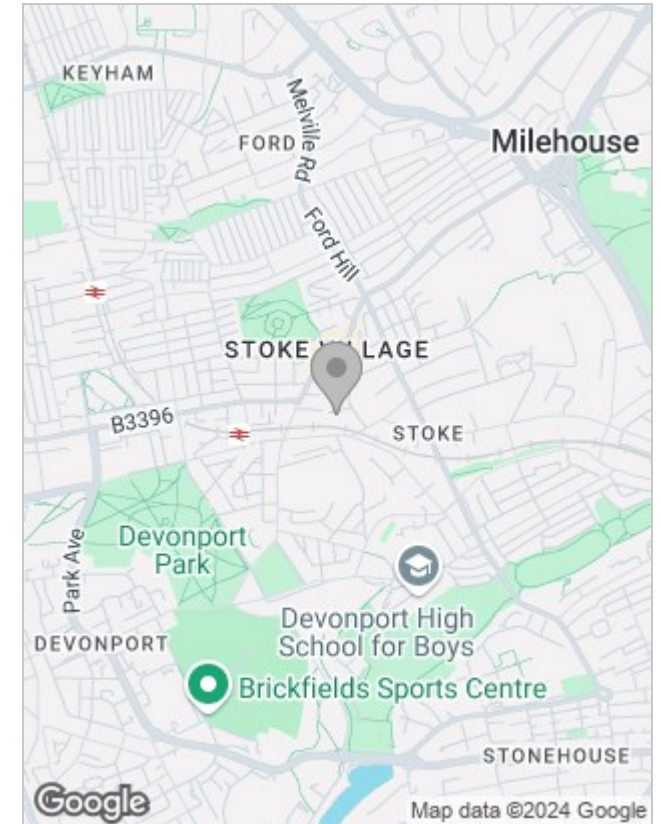 KEYHAM
Melville Rd
FORD
Milehouse
Ford Hill
STOKE VILLAGE
B3396
STOKE
Devonport
Park
Park Ave
Devonport High
School for Boys
DEVONPORT
Brickfields Sports Centre
STONEHOUSE
Google
Map data ©2024 Google